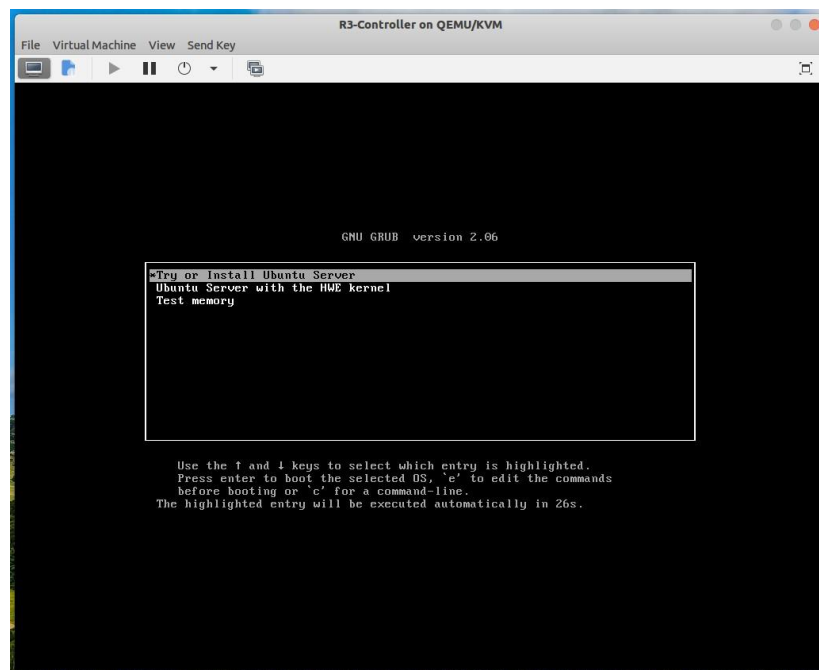 R3-Controller on QEMU/KVM
File Virtual Machine View Send Key
GNU GRUB version 2.06
*Try or Install Ubuntu Server
Ubuntu Server with the HWE kernel
Test memory
Use the ↑ and ↓ keys to select which entry is highlighted.
Press enter to boot the selected OS, `e' to edit the commands
before booting or `c' for a command-line.
The highlighted entry will be executed automatically in 26s.